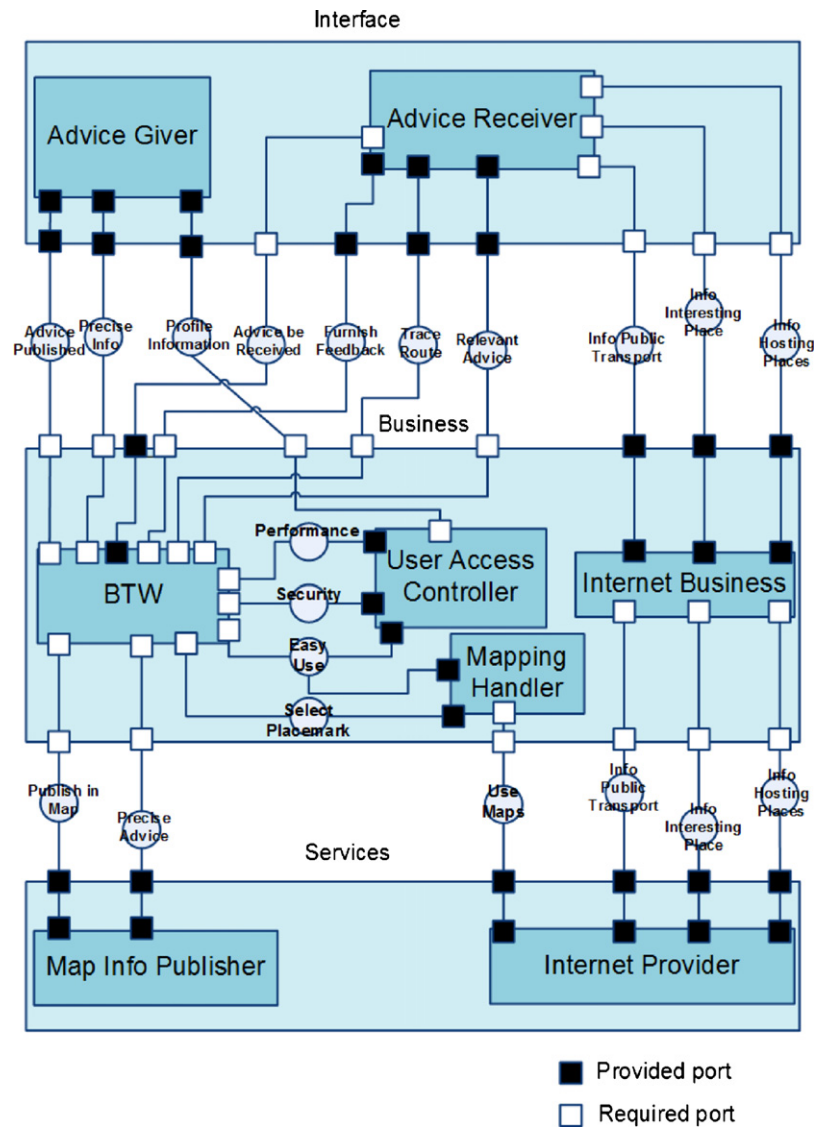 Interface
Advice Giver
Advice Receiver
Advice
Published
Precise
Info
Profile
Information
Advice be
Received
Furnish
Feedback
Trace
Route
Relevant
Advice
Info Public
Transport
Info
Interesting
Place
Info
Hosting
Places
Business
BTW
Performance
Security
Easy
Use
Select
Placemark
User Access
Controller
Mapping
Handler
Internet Business
Publish in
Map
Precise
Advice
Use
Maps
Info
Public
Transport
Info
Interesting
Place
Info
Hosting
Places
Services
Map Info Publisher
Internet Provider
Provided port
Required port